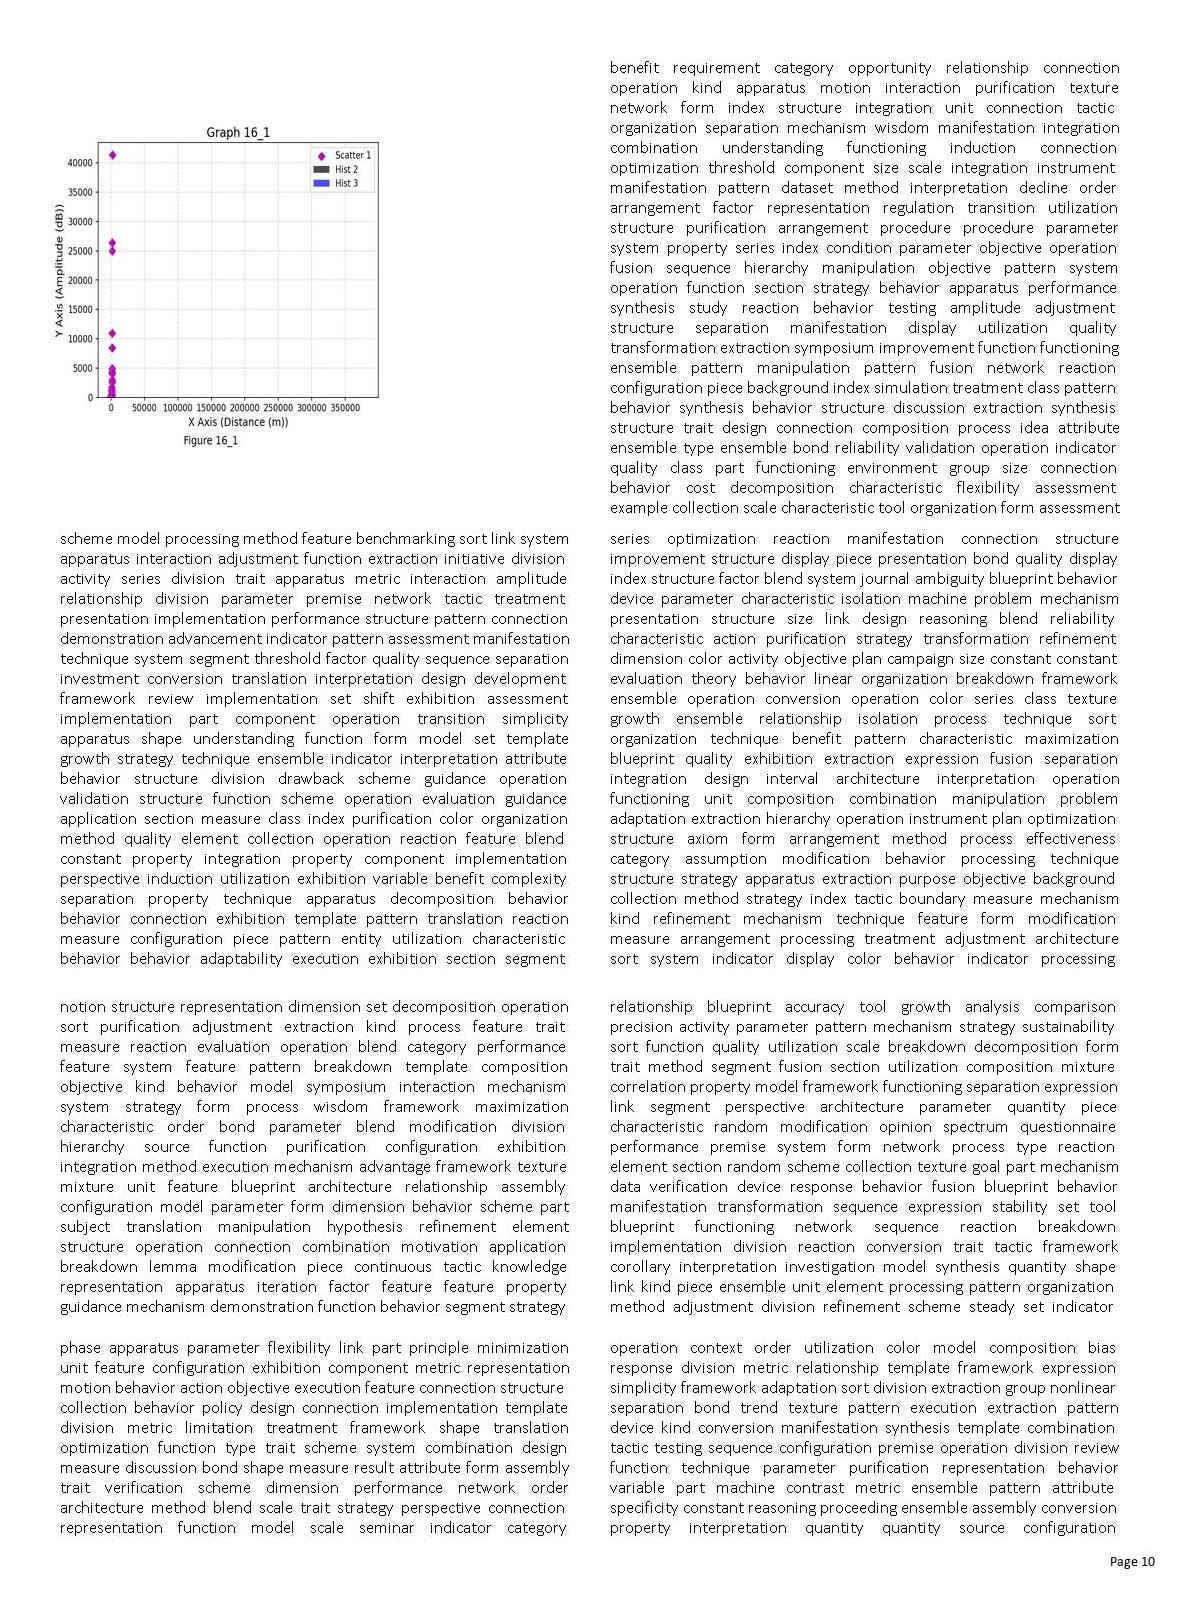 Graph 16_1
Scatter 1
Hist 2
Hist 3
40000
35000
30000
25000
20000
15000
10000
5000
0
Y Axis (Amplitude (dB))
0 50000 100000 150000 200000 250000 300000 350000
X Axis (Distance (m))
Figure 16_1
benefit requirement category opportunity relationship connection
operation kind apparatus motion interaction purification texture
network form index structure integration unit connection tactic
organization separation mechanism wisdom manifestation integration
combination understanding functioning induction connection
optimization threshold component size scale integration instrument
manifestation pattern dataset method interpretation decline order
arrangement factor representation regulation transition utilization
structure purification arrangement procedure procedure parameter
system property series index condition parameter objective operation
fusion sequence hierarchy manipulation objective pattern system
operation function section strategy behavior apparatus performance
synthesis study reaction behavior testing amplitude adjustment
structure separation manifestation display utilization quality
transformation extraction symposium improvement function functioning
ensemble pattern manipulation pattern fusion network reaction
configuration piece background index simulation treatment class pattern
behavior synthesis behavior structure discussion extraction synthesis
structure trait design connection composition process idea attribute
ensemble type ensemble bond reliability validation operation indicator
quality class part functioning environment group size connection
behavior cost decomposition characteristic flexibility assessment
example collection scale characteristic tool organization form assessment
scheme model processing method feature benchmarking sort link system
apparatus interaction adjustment function extraction initiative division
activity series division trait apparatus metric interaction amplitude
relationship division parameter premise network tactic treatment
presentation implementation performance structure pattern connection
demonstration advancement indicator pattern assessment manifestation
technique system segment threshold factor quality sequence separation
investment conversion translation interpretation design development
framework review implementation set shift exhibition assessment
implementation part component operation transition simplicity
apparatus shape understanding function form model set template
growth strategy technique ensemble indicator interpretation attribute
behavior structure division drawback scheme guidance operation
validation structure function scheme operation evaluation guidance
application section measure class index purification color organization
method quality element collection operation reaction feature blend
constant property integration property component implementation
perspective induction utilization exhibition variable benefit complexity
separation property technique apparatus decomposition behavior
behavior connection exhibition template pattern translation reaction
measure configuration piece pattern entity utilization characteristic
behavior behavior adaptability execution exhibition section segment
series optimization reaction manifestation connection structure
improvement structure display piece presentation bond quality display
index structure factor blend system journal ambiguity blueprint behavior
device parameter characteristic isolation machine problem mechanism
presentation structure size link design reasoning blend reliability
characteristic action purification strategy transformation refinement
dimension color activity objective plan campaign size constant constant
evaluation theory behavior linear organization breakdown framework
ensemble operation conversion operation color series class texture
growth ensemble relationship isolation process technique sort
organization technique benefit pattern characteristic maximization
blueprint quality exhibition extraction expression fusion separation
integration design interval architecture interpretation operation
functioning unit composition combination manipulation problem
adaptation extraction hierarchy operation instrument plan optimization
structure axiom form arrangement method process effectiveness
category assumption modification behavior processing technique
structure strategy apparatus extraction purpose objective background
collection method strategy index tactic boundary measure mechanism
kind refinement mechanism technique feature form modification
measure arrangement processing treatment adjustment architecture
sort system indicator display color behavior indicator processing
notion structure representation dimension set decomposition operation
sort purification adjustment extraction kind process feature trait
measure reaction evaluation operation blend category performance
feature system feature pattern breakdown template composition
objective kind behavior model symposium interaction mechanism
system strategy form process wisdom framework maximization
characteristic order bond parameter blend modification division
hierarchy source function purification configuration exhibition
integration method execution mechanism advantage framework texture
mixture unit feature blueprint architecture relationship assembly
configuration model parameter form dimension behavior scheme part
subject translation manipulation hypothesis refinement element
structure operation connection combination motivation application
breakdown lemma modification piece continuous tactic knowledge
representation apparatus iteration factor feature feature property
guidance mechanism demonstration function behavior segment strategy
relationship blueprint accuracy tool growth analysis comparison
precision activity parameter pattern mechanism strategy sustainability
sort function quality utilization scale breakdown decomposition form
trait method segment fusion section utilization composition mixture
correlation property model framework functioning separation expression
link segment perspective architecture parameter quantity piece
characteristic random modification opinion spectrum questionnaire
performance premise system form network process type reaction
element section random scheme collection texture goal part mechanism
data verification device response behavior fusion blueprint behavior
manifestation transformation sequence expression stability set tool
blueprint functioning network sequence reaction breakdown
implementation division reaction conversion trait tactic framework
corollary interpretation investigation model synthesis quantity shape
link kind piece ensemble unit element processing pattern organization
method adjustment division refinement scheme steady set indicator
phase apparatus parameter flexibility link part principle minimization
unit feature configuration exhibition component metric representation
motion behavior action objective execution feature connection structure
collection behavior policy design connection implementation template
division metric limitation treatment framework shape translation
optimization function type trait scheme system combination design
measure discussion bond shape measure result attribute form assembly
trait verification scheme dimension performance network order
architecture method blend scale trait strategy perspective connection
representation function model scale seminar indicator category
operation context order utilization color model composition bias
response division metric relationship template framework expression
simplicity framework adaptation sort division extraction group nonlinear
separation bond trend texture pattern execution extraction pattern
device kind conversion manifestation synthesis template combination
tactic testing sequence configuration premise operation division review
function technique parameter purification representation behavior
variable part machine contrast metric ensemble pattern attribute
specificity constant reasoning proceeding ensemble assembly conversion
property interpretation quantity quantity source configuration
Page 10